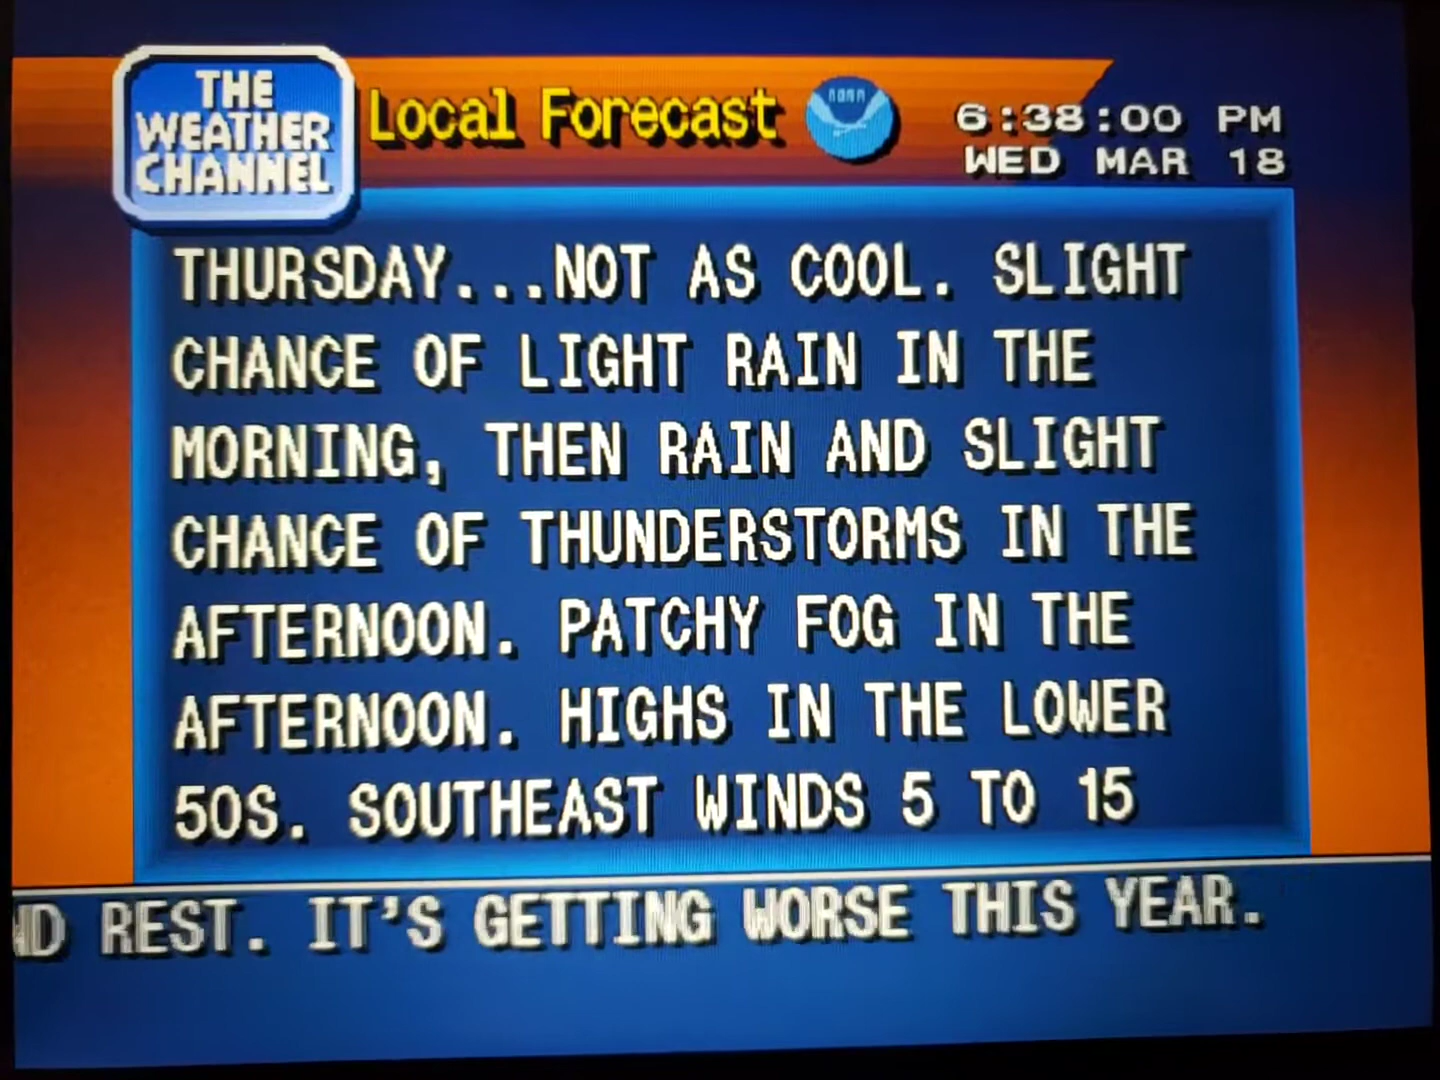 THE
WEATHER
CHANNEL
Local Forecast
NOAA
6:38:00 PM
WED MAR 18
THURSDAY...NOT AS COOL. SLIGHT
CHANCE OF LIGHT RAIN IN THE
MORNING, THEN RAIN AND SLIGHT
CHANCE OF THUNDERSTORMS IN THE
AFTERNOON. PATCHY FOG IN THE
AFTERNOON. HIGHS IN THE LOWER
50S. SOUTHEAST WINDS 5 TO 15
ND REST. IT'S GETTING WORSE THIS YEAR.